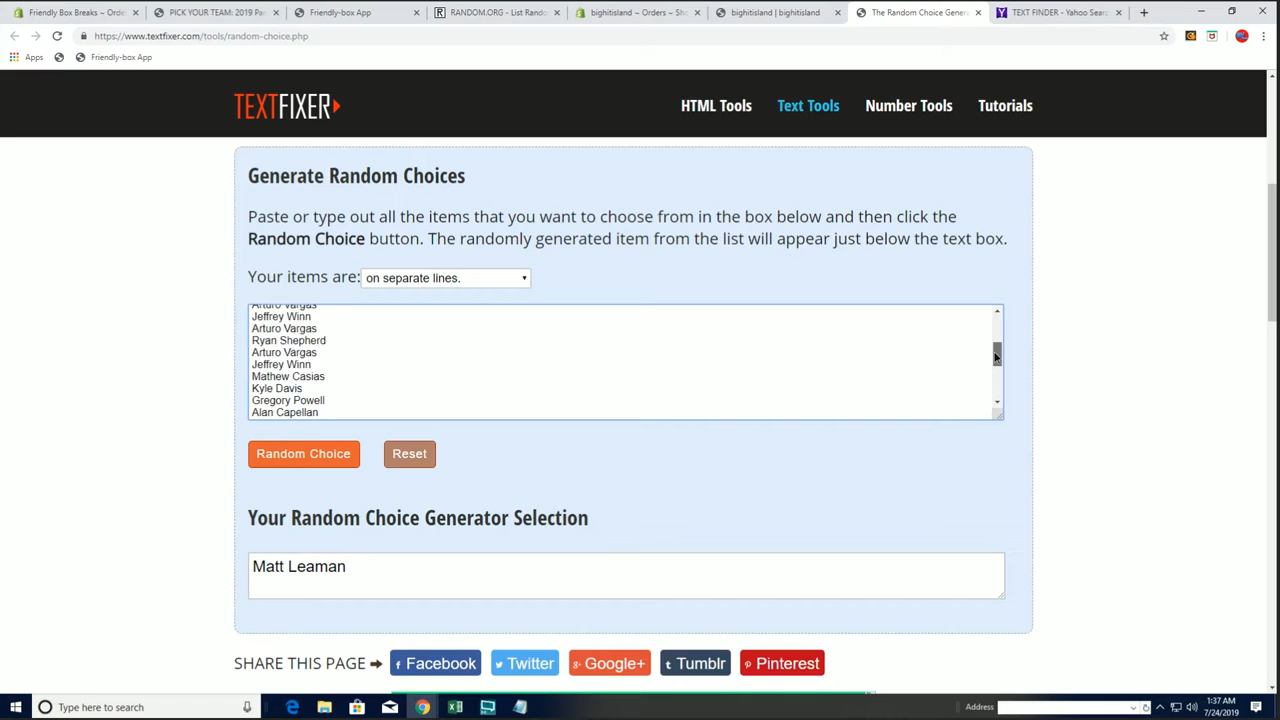 Friendly Box Breaks ~ Orde
PICK YOUR TEAM: 2019 Pan
Friendly-box App
RANDOM.ORG - List Rando
bighitisland ~ Orders ~ Sho
bighitisland | bighitisland
The Random Choice Genera
TEXT FINDER - Yahoo Searc
https://www.textfixer.com/tools/random-choice.php
Apps
Friendly-box App
TEXTFIXER
HTML Tools
Text Tools
Number Tools
Tutorials
Generate Random Choices
Paste or type out all the items that you want to choose from in the box below and then click the
Random Choice button. The randomly generated item from the list will appear just below the text box.
Your items are: on separate lines.
Arturo Vargas
Jeffrey Winn
Arturo Vargas
Ryan Shepherd
Arturo Vargas
Jeffrey Winn
Mathew Casias
Kyle Davis
Gregory Powell
Alan Capellan
Random Choice
Reset
Your Random Choice Generator Selection
Matt Leaman
SHARE THIS PAGE
f Facebook
Twitter
g+ Google+
t Tumblr
Pinterest
Type here to search
Address
1:37 AM
7/24/2019